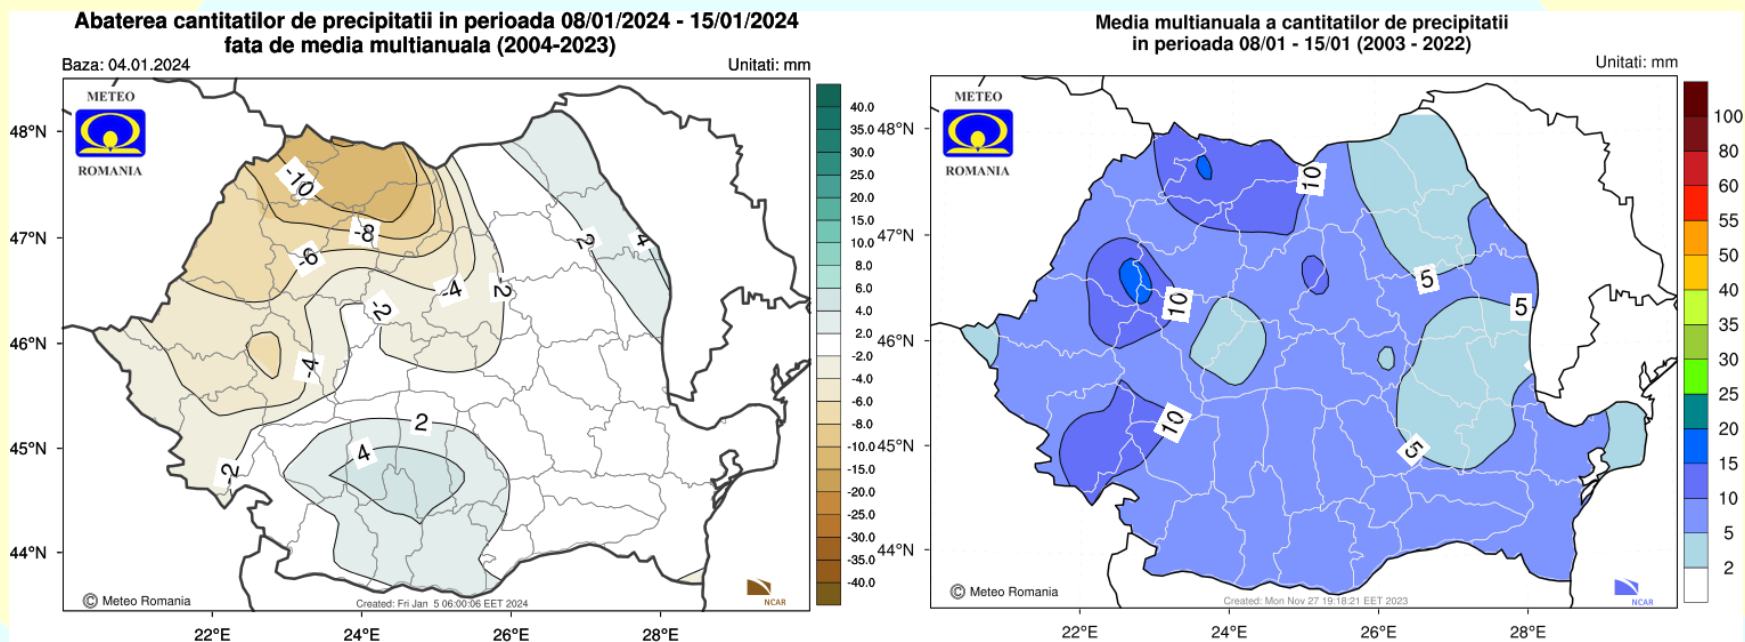 Abaterea cantitatilor de precipitatii in perioada 08/01/2024 - 15/01/2024
fata de media multianuala (2004-2023)
Baza: 04.01.2024
Unitati: mm
METEO
ROMANIA
48°N
47°N
46°N
45°N
44°N
22°E
24°E
26°E
28°E
-10
-8
-6
-4
-2
-2
2
4
-4
2
4
-2
40.0
35.0
30.0
25.0
20.0
15.0
10.0
8.0
6.0
4.0
2.0
-2.0
-4.0
-6.0
-8.0
-10.0
-15.0
-20.0
-25.0
-30.0
-35.0
-40.0
© Meteo Romania
Created: Fri Jan 5 06:00:06 EET 2024
NCAR
Media multianuala a cantitatilor de precipitatii
in perioada 08/01 - 15/01 (2003 - 2022)
Unitati: mm
METEO
ROMANIA
48°N
47°N
46°N
45°N
44°N
22°E
24°E
26°E
28°E
10
5
10
5
10
5
100
80
60
55
50
40
35
30
25
20
15
10
5
2
© Meteo Romania
Created: Mon Nov 27 19:18:21 EET 2023
NCAR